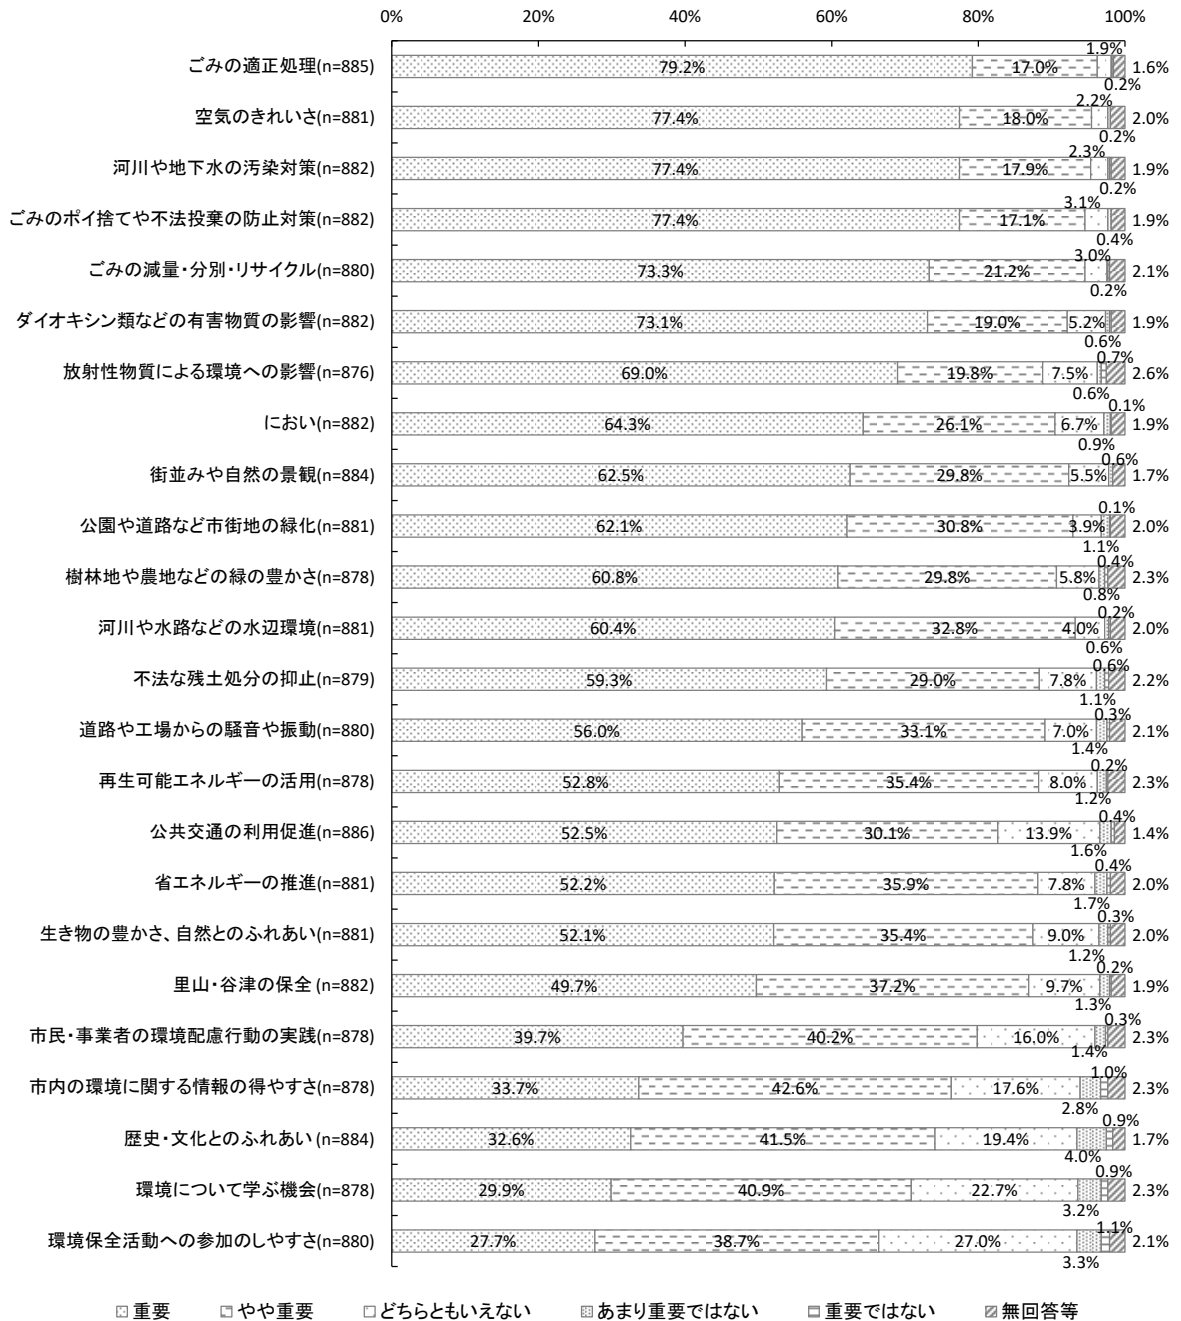 0% 20% 40% 60% 80% 100%
1.9%
ごみの適正処理(n=885) 79.2% 17.0% 1.6%
0.2%
2.2%
空気のきれいさ(n=881) 77.4% 18.0% 2.0%
0.2%
2.3%
河川や地下水の汚染対策(n=882) 77.4% 17.9% 1.9%
0.2%
3.1%
ごみのポイ捨てや不法投棄の防止対策(n=882) 77.4% 17.1% 1.9%
0.4%
3.0%
ごみの減量・分別・リサイクル(n=880) 73.3% 21.2% 2.1%
0.2%
ダイオキシン類などの有害物質の影響(n=882) 73.1% 19.0% 5.2% 1.9%
0.6%
0.7%
放射性物質による環境への影響(n=876) 69.0% 19.8% 7.5% 2.6%
0.6%
0.1%
におい(n=882) 64.3% 26.1% 6.7% 1.9%
0.9%
0.6%
街並みや自然の景観(n=884) 62.5% 29.8% 5.5% 1.7%
0.1%
公園や道路など市街地の緑化(n=881) 62.1% 30.8% 3.9% 2.0%
1.1%
0.4%
樹林地や農地などの緑の豊かさ(n=878) 60.8% 29.8% 5.8% 2.3%
0.8%
0.2%
河川や水路などの水辺環境(n=881) 60.4% 32.8% 4.0% 2.0%
0.6%
0.6%
不法な残土処分の抑止(n=879) 59.3% 29.0% 7.8% 2.2%
1.1%
0.3%
道路や工場からの騒音や振動(n=880) 56.0% 33.1% 7.0% 2.1%
1.4%
0.2%
再生可能エネルギーの活用(n=878) 52.8% 35.4% 8.0% 2.3%
1.2%
0.4%
公共交通の利用促進(n=886) 52.5% 30.1% 13.9% 1.4%
1.6%
0.4%
省エネルギーの推進(n=881) 52.2% 35.9% 7.8% 2.0%
1.7%
0.3%
生き物の豊かさ、自然とのふれあい(n=881) 52.1% 35.4% 9.0% 2.0%
1.2%
0.2%
里山・谷津の保全(n=882) 49.7% 37.2% 9.7% 1.9%
1.3%
0.3%
市民・事業者の環境配慮行動の実践(n=878) 39.7% 40.2% 16.0% 2.3%
1.4%
1.0%
市内の環境に関する情報の得やすさ(n=878) 33.7% 42.6% 17.6% 2.3%
2.8%
0.9%
歴史・文化とのふれあい(n=884) 32.6% 41.5% 19.4% 1.7%
4.0%
0.9%
環境について学ぶ機会(n=878) 29.9% 40.9% 22.7% 2.3%
3.2%
1.1%
環境保全活動への参加のしやすさ(n=880) 27.7% 38.7% 27.0% 2.1%
3.3%
重要 やや重要 どちらともいえない あまり重要ではない 重要ではない 無回答等